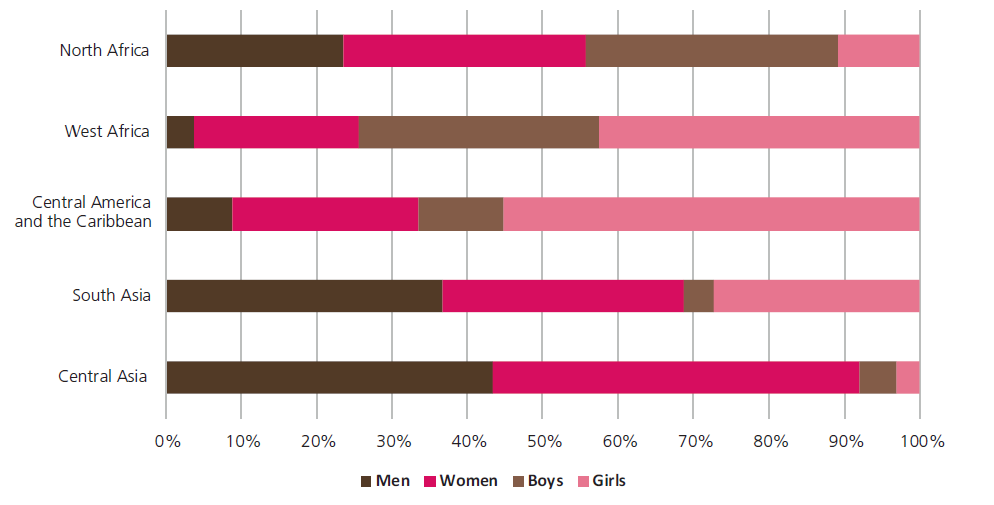 North Africa
West Africa
Central America
and the Caribbean
South Asia
Central Asia
0% 10% 20% 30% 40% 50% 60% 70% 80% 90% 100%
Men Women Boys Girls